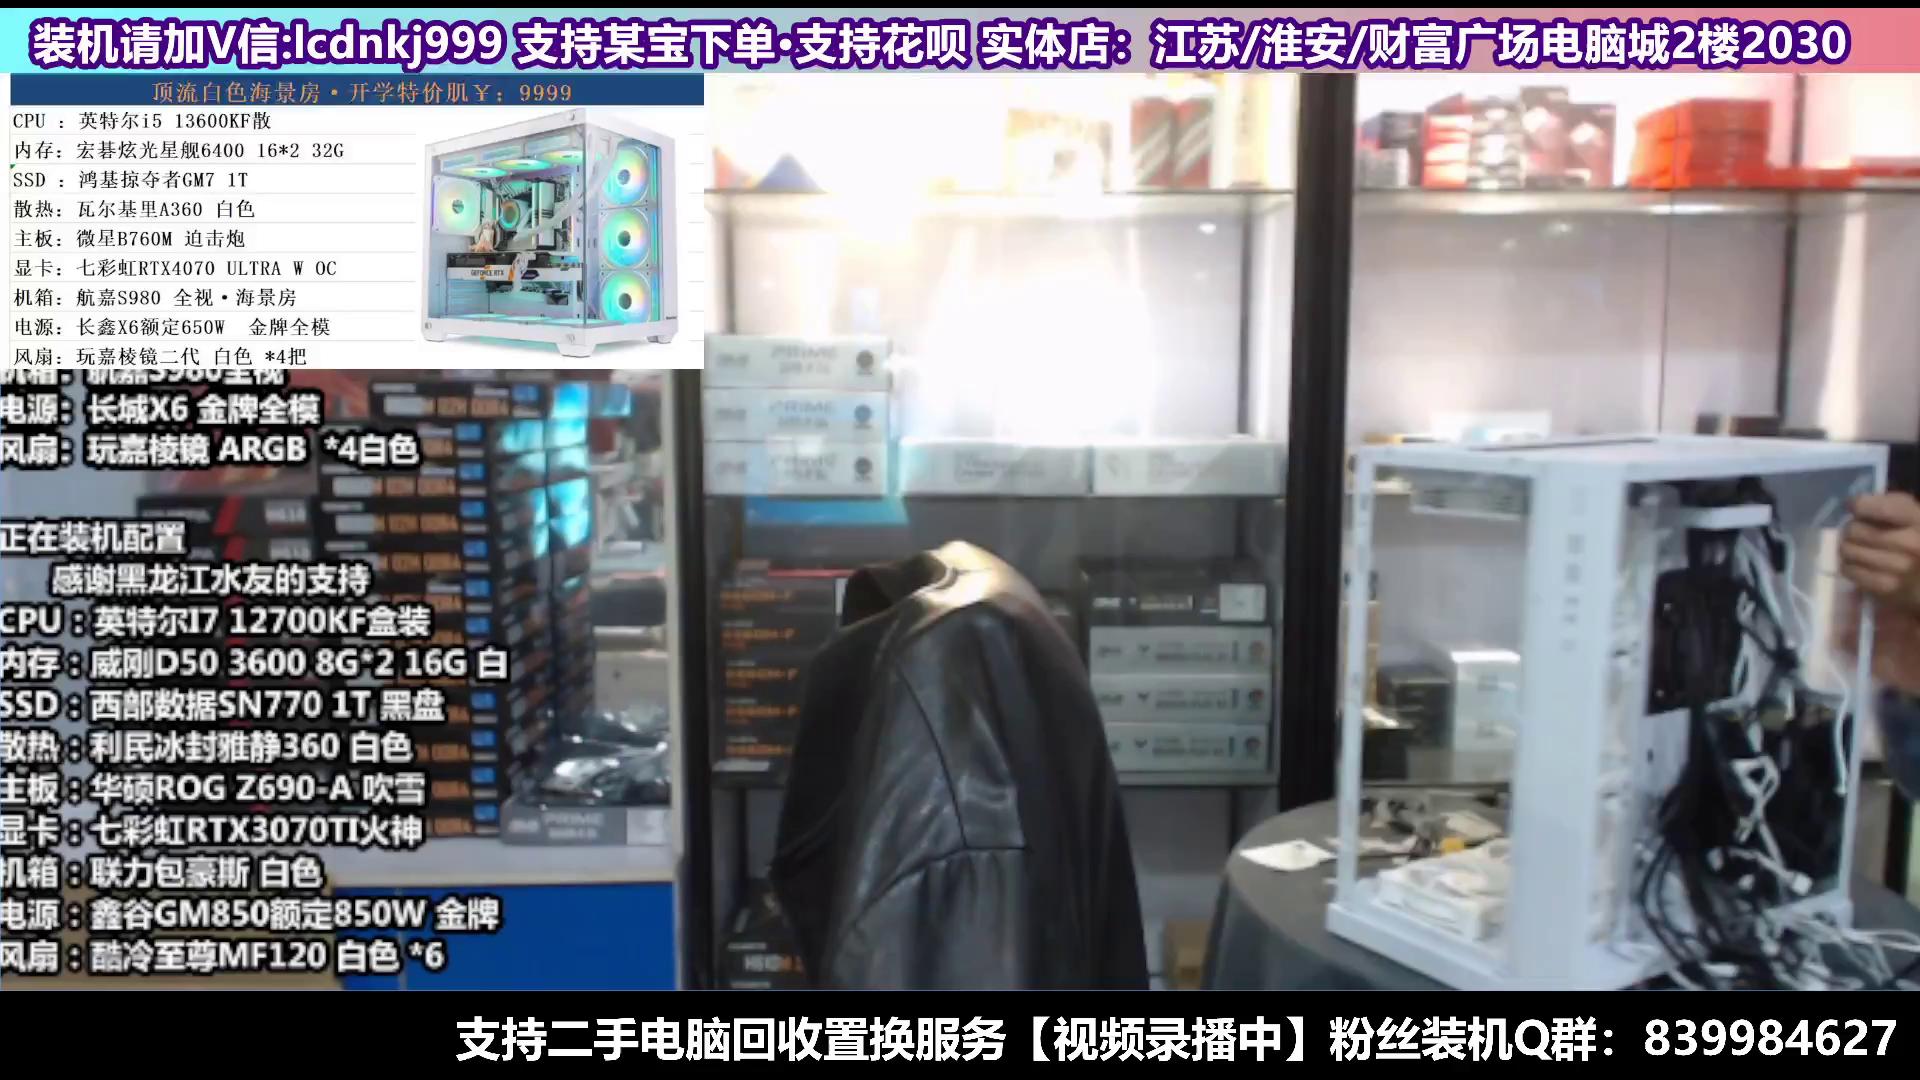 装机请加V信:lcdnkj999 支持某宝下单·支持花呗 实体店：江苏/淮安/财富广场电脑城2楼2030
顶流白色海景房·开学特价肌￥：9999
CPU ：英特尔i5 13600KF散
内存：宏碁炫光星舰6400 16*2 32G
SSD ：鸿基掠夺者GM7 1T
散热：瓦尔基里A360 白色
主板：微星B760M 迫击炮
显卡：七彩虹RTX4070 ULTRA W OC
机箱：航嘉S980 全视·海景房
电源：长鑫X6额定650W 金牌全模
风扇：玩嘉棱镜二代 白色 *4把
GEFORCE RTX
机箱：航嘉S980全视
电源：长城X6 金牌全模
风扇：玩嘉棱镜 ARGB *4白色
正在装机配置
感谢黑龙江水友的支持
CPU：英特尔I7 12700KF盒装
内存：威刚D50 3600 8G*2 16G 白
SSD：西部数据SN770 1T 黑盘
散热：利民冰封雅静360 白色
主板：华硕ROG Z690-A 吹雪
显卡：七彩虹RTX3070TI火神
机箱：联力包豪斯 白色
电源：鑫谷GM850额定850W 金牌
风扇：酷冷至尊MF120 白色 *6
PRIME
PRIME
PRIME
支持二手电脑回收置换服务【视频录播中】粉丝装机Q群：839984627